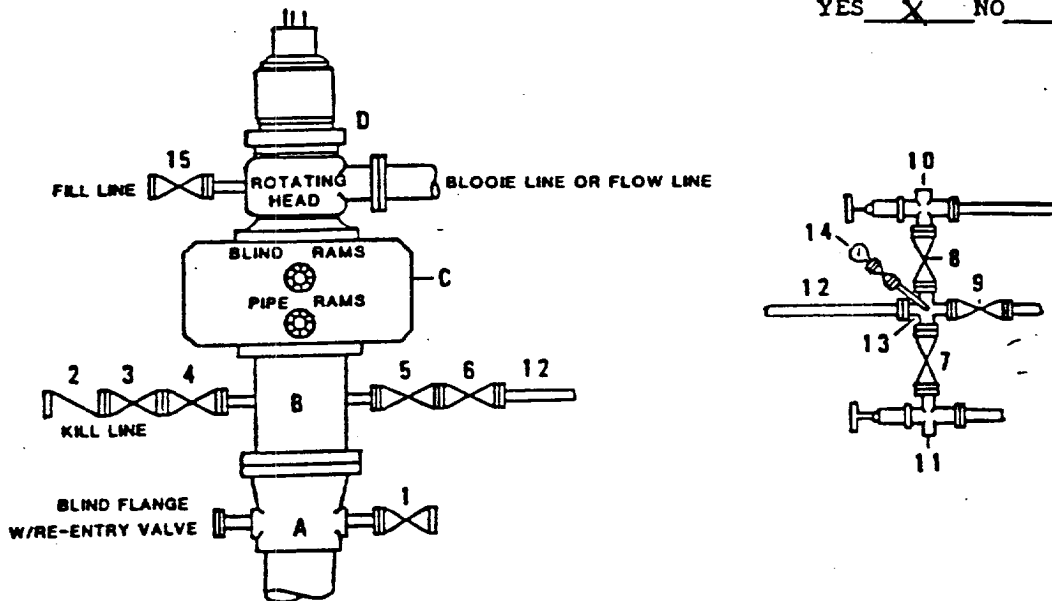 YES X NO
D
15
FILL LINE
ROTATING HEAD
BLOOIE LINE OR FLOW LINE
BLIND RAMS
C
PIPE RAMS
2 3 4
B
5 6 12
KILL LINE
BLIND FLANGE
W/RE-ENTRY VALVE
A
1
10
14
8
12
9
13
7
11